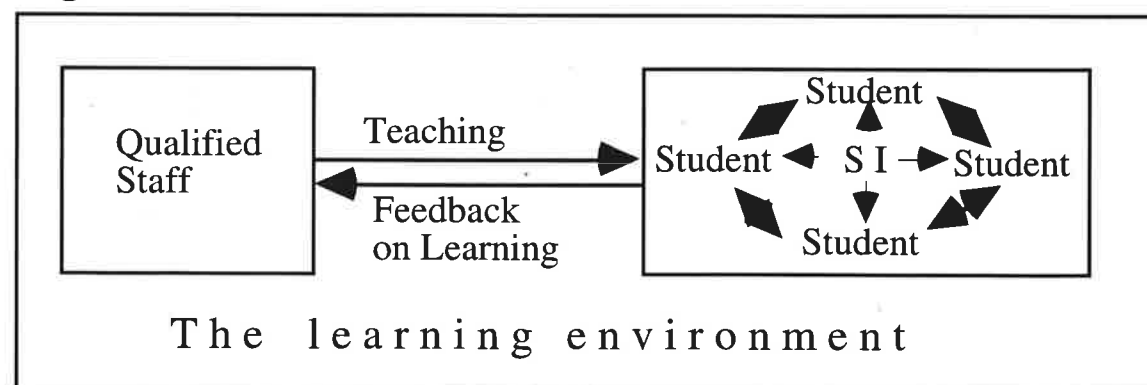 Qualified
Staff
Teaching
Feedback
on Learning
Student
Student
S I
Student
Student
The learning environment